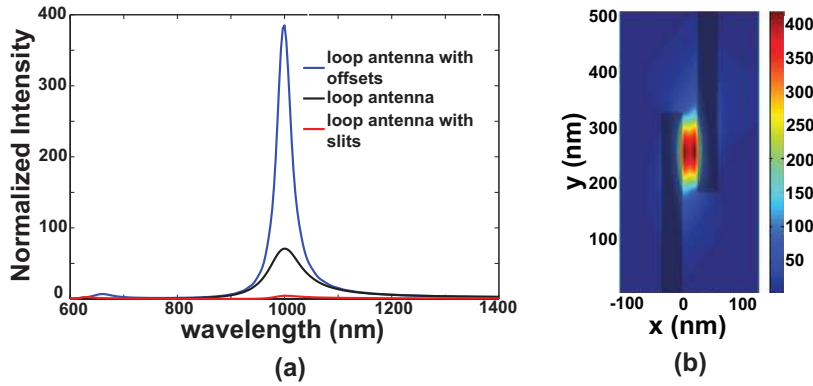 400
300
200
100
0
Normalized Intensity
loop antenna with
offsets
loop antenna
loop antenna with
slits
600
800
1000
1200
1400
wavelength (nm)
(a)
500
400
300
200
100
y (nm)
-100
0
100
x (nm)
400
350
300
250
200
150
100
50
(b)